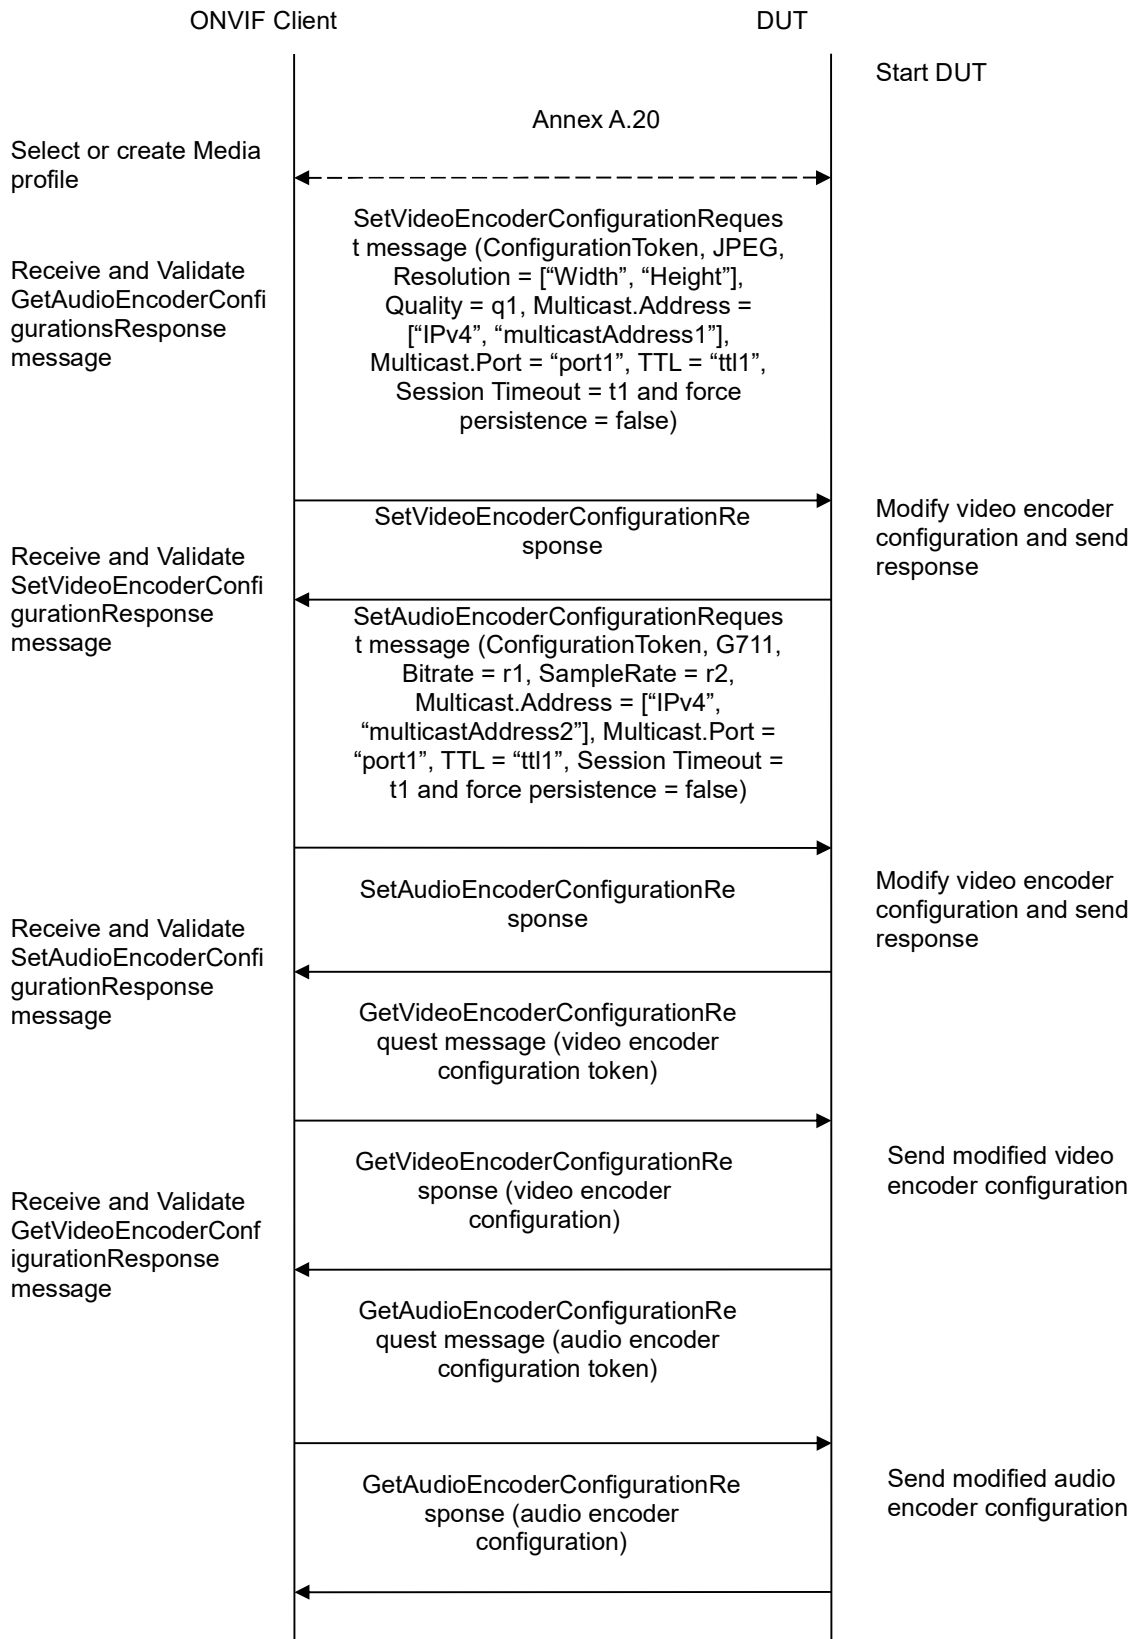 ONVIF Client
DUT
Start DUT
Annex A.20
Select or create Media
profile
SetVideoEncoderConfigurationReques
t message (ConfigurationToken, JPEG,
Resolution = [“Width”, “Height”],
Quality = q1, Multicast.Address =
[“IPv4”, “multicastAddress1”],
Multicast.Port = “port1”, TTL = “ttl1”,
Session Timeout = t1 and force
persistence = false)
Receive and Validate
GetAudioEncoderConfi
gurationsResponse
message
SetVideoEncoderConfigurationRe
sponse
Modify video encoder
configuration and send
response
Receive and Validate
SetVideoEncoderConfi
gurationResponse
message
SetAudioEncoderConfigurationReques
t message (ConfigurationToken, G711,
Bitrate = r1, SampleRate = r2,
Multicast.Address = [“IPv4”,
“multicastAddress2”], Multicast.Port =
“port1”, TTL = “ttl1”, Session Timeout =
t1 and force persistence = false)
SetAudioEncoderConfigurationRe
sponse
Modify video encoder
configuration and send
response
Receive and Validate
SetAudioEncoderConfi
gurationResponse
message
GetVideoEncoderConfigurationRe
quest message (video encoder
configuration token)
GetVideoEncoderConfigurationRe
sponse (video encoder
configuration)
Send modified video
encoder configuration
Receive and Validate
GetVideoEncoderConf
igurationResponse
message
GetAudioEncoderConfigurationRe
quest message (audio encoder
configuration token)
GetAudioEncoderConfigurationRe
sponse (audio encoder
configuration)
Send modified audio
encoder configuration